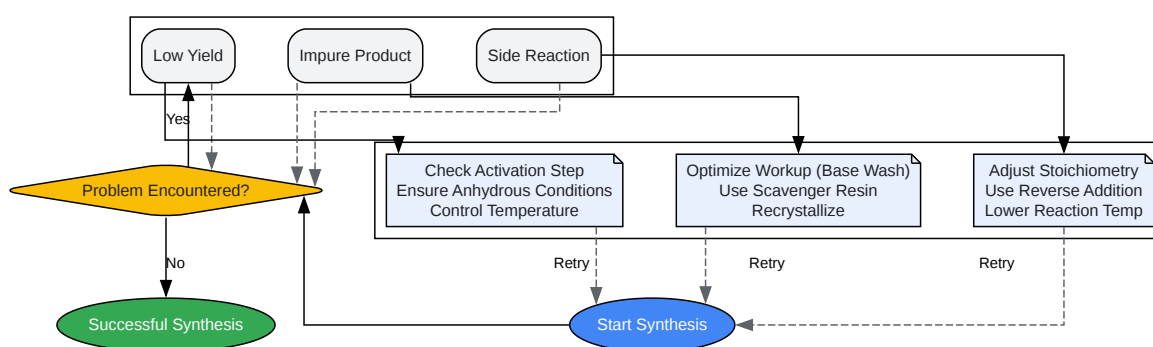 Low Yield
Impure Product
Side Reaction
Yes
Problem Encountered?
Check Activation Step
Ensure Anhydrous Conditions
Control Temperature
Optimize Workup (Base Wash)
Use Scavenger Resin
Recrystallize
Adjust Stoichiometry
Use Reverse Addition
Lower Reaction Temp
No
Retry
Retry
Retry
Successful Synthesis
Start Synthesis